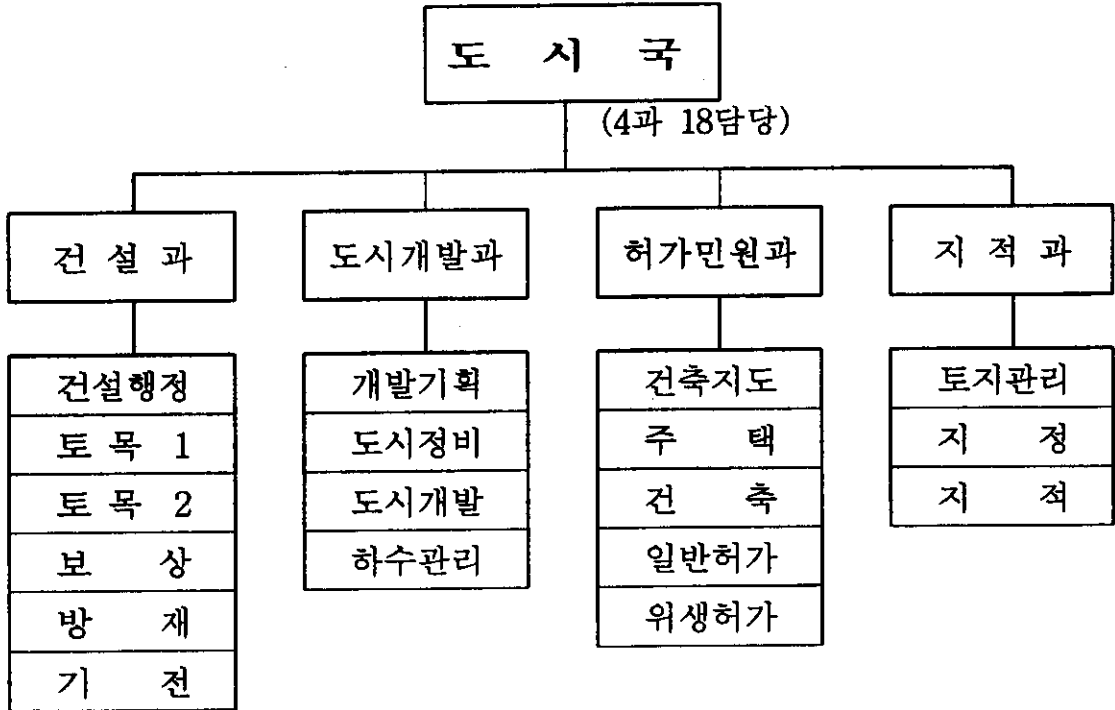 도 시 국
(4과 18담당)
건 설 과
도시개발과
허가민원과
지 적 과
건설행정
토 목 1
토 목 2
보 상
방 재
기 전
개발기획
도시정비
도시개발
하수관리
건축지도
주 택
건 축
일반허가
위생허가
토지관리
지 정
지 적